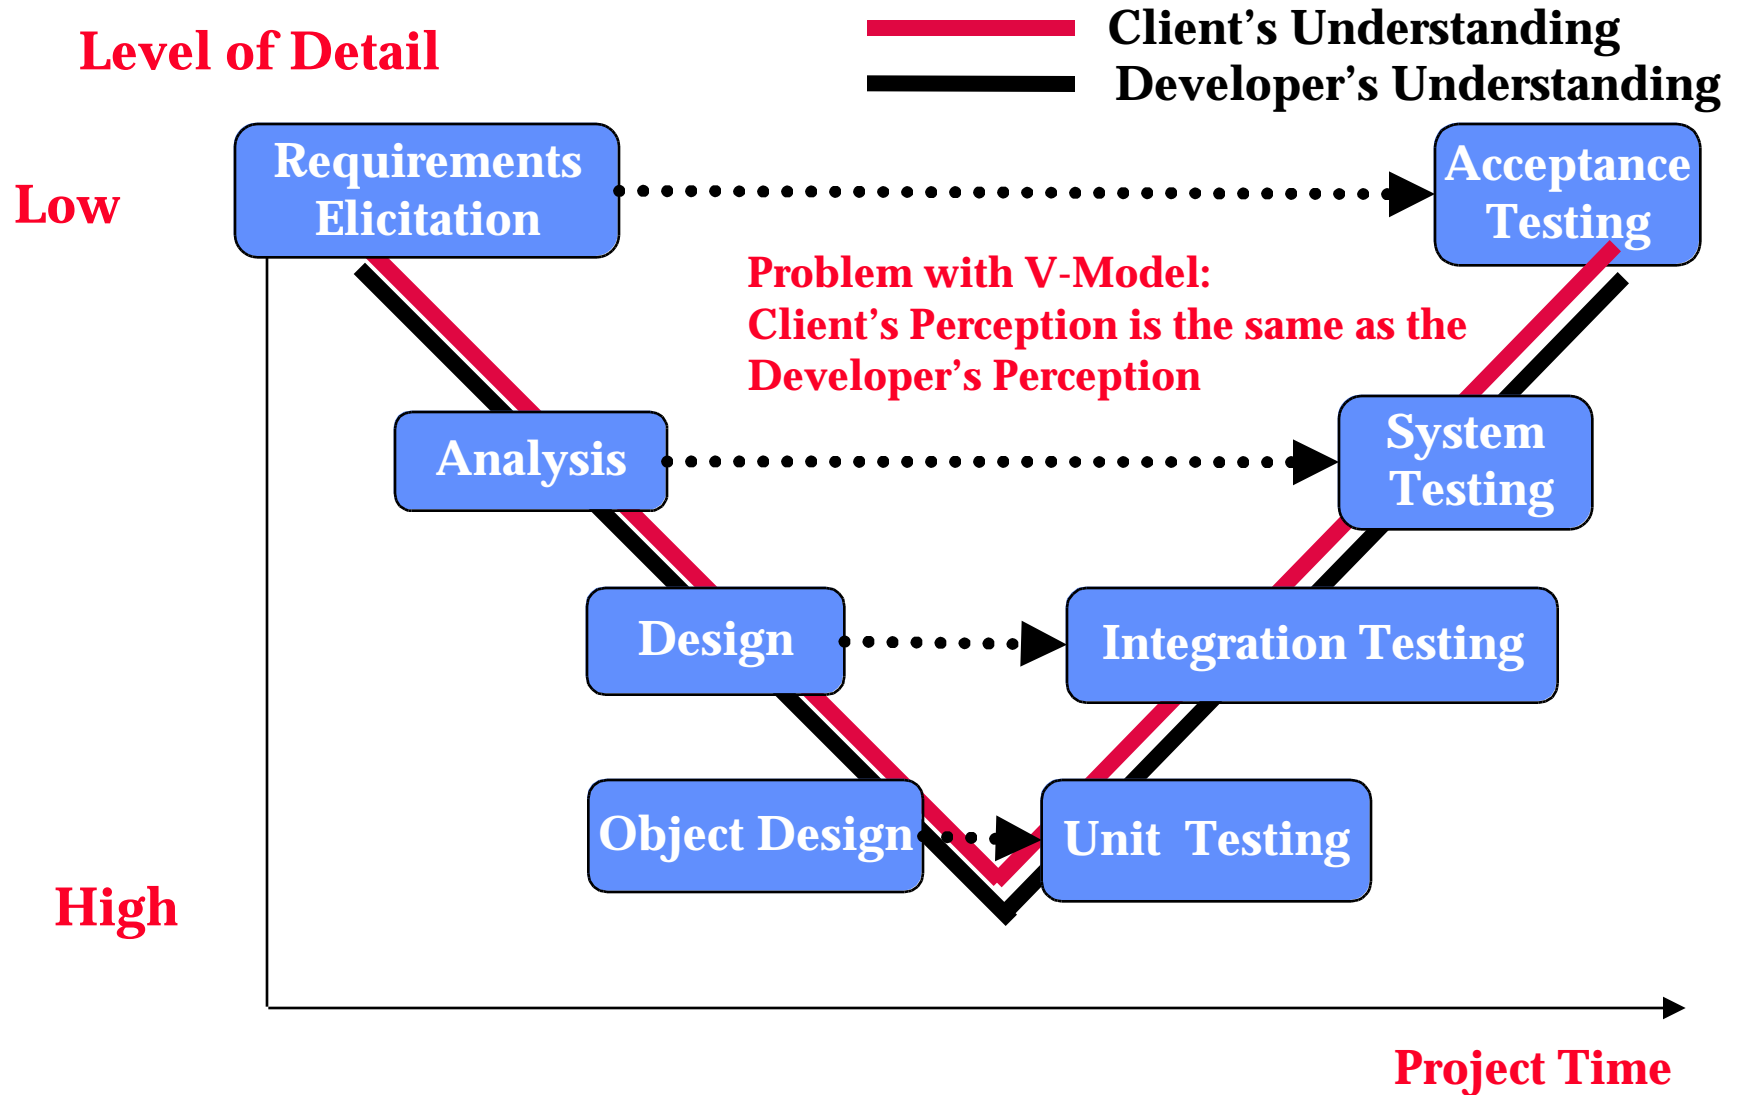 Level of Detail
Client’s Understanding
Developer’s Understanding
Low
Requirements
Elicitation
Acceptance
Testing
Problem with V-Model:
Client’s Perception is the same as the
Developer’s Perception
Analysis
System
Testing
Design
Integration Testing
Object Design
Unit Testing
High
Project Time